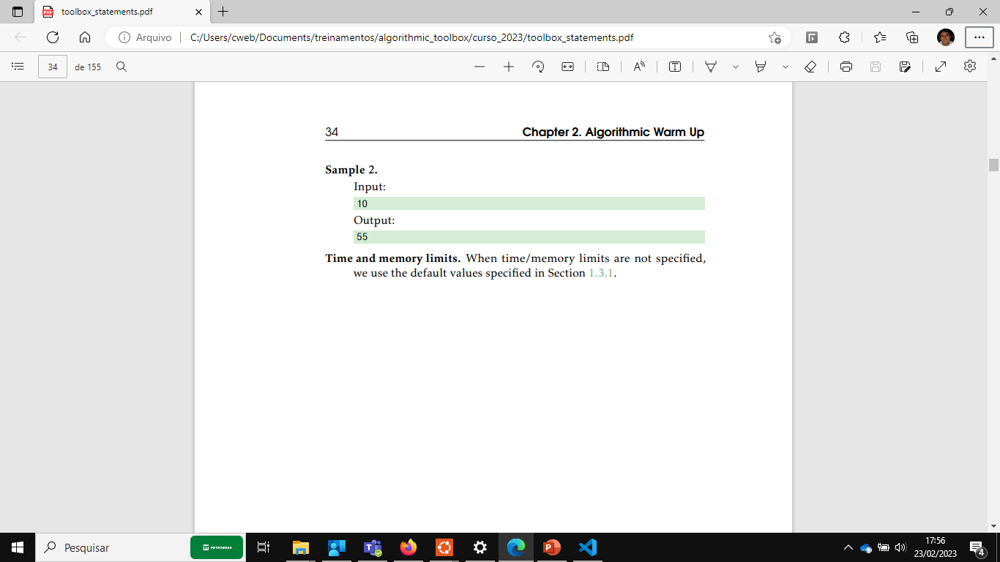 toolbox_statements.pdf
Arquivo
C:/Users/cweb/Documents/treinamentos/algorithmic_toolbox/curso_2023/toolbox_statements.pdf
34
de 155
34
Chapter 2. Algorithmic Warm Up
Sample 2.
Input:
10
Output:
55
Time and memory limits. When time/memory limits are not specified,
we use the default values specified in Section 1.3.1.
Pesquisar
PETROBRAS
17:56
23/02/2023
4